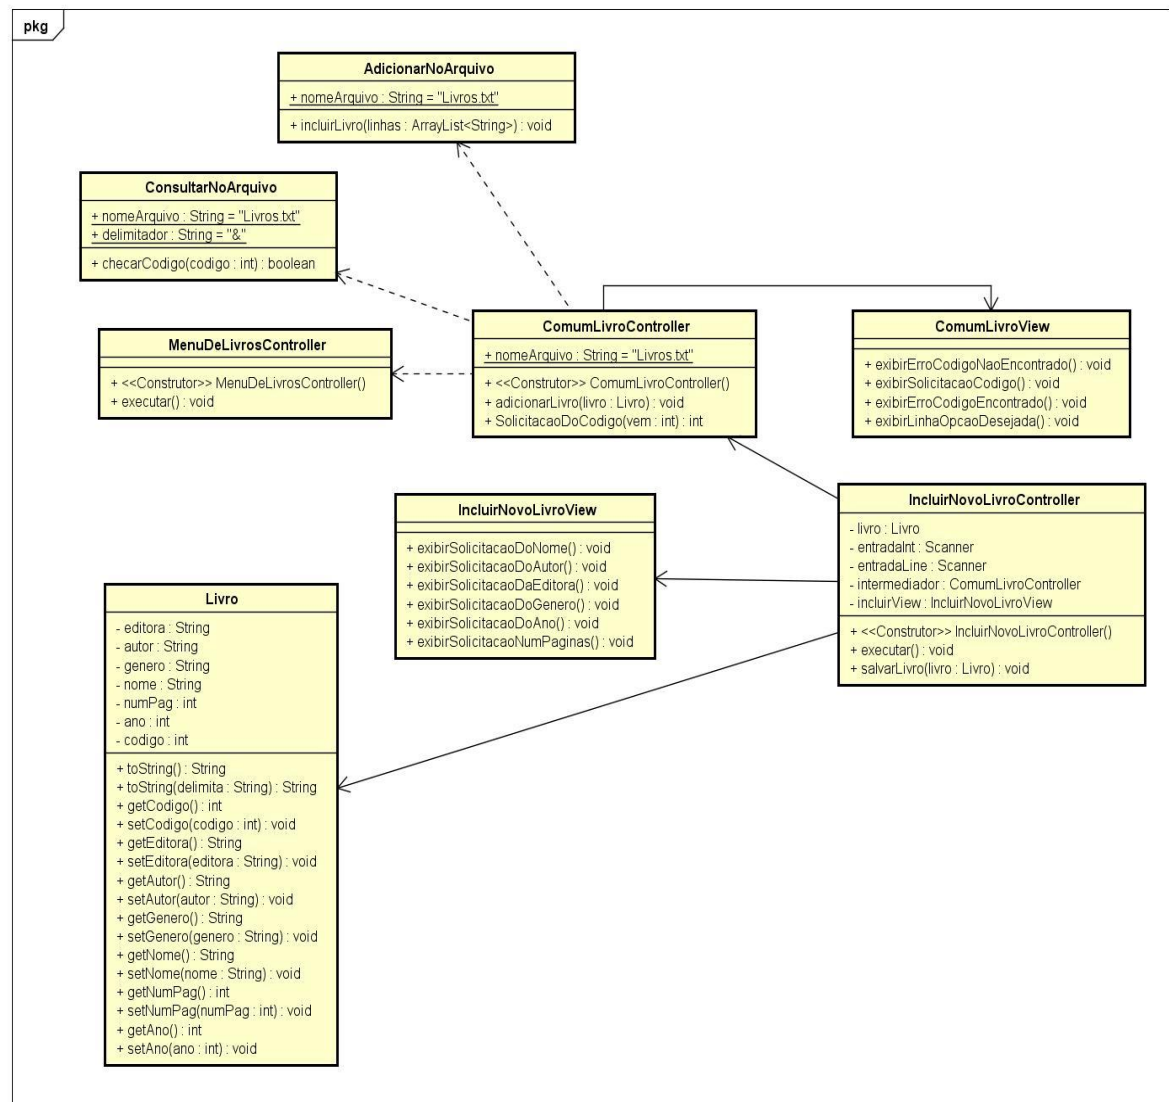 pkg
AdicionarNoArquivo
+ nomeArquivo : String = "Livros.txt"
+ incluirLivro(linhas : ArrayList<String>) : void
ConsultarNoArquivo
+ nomeArquivo : String = "Livros.txt"
+ delimitador : String = "&"
+ checarCodigo(codigo : int) : boolean
MenuDeLivrosController
+ <<Construtor>> MenuDeLivrosController()
+ executar() : void
ComumLivroController
+ nomeArquivo : String = "Livros.txt"
+ <<Construtor>> ComumLivroController()
+ adicionarLivro(livro : Livro) : void
+ SolicitacaoDoCodigo(vem : int) : int
ComumLivroView
+ exibirErroCodigoNaoEncontrado() : void
+ exibirSolicitacaoCodigo() : void
+ exibirErroCodigoEncontrado() : void
+ exibirLinhaOpcaoDesejada() : void
IncluirNovoLivroView
+ exibirSolicitacaoDoNome() : void
+ exibirSolicitacaoDoAutor() : void
+ exibirSolicitacaoDaEditora() : void
+ exibirSolicitacaoDoGenero() : void
+ exibirSolicitacaoDoAno() : void
+ exibirSolicitacaoNumPaginas() : void
IncluirNovoLivroController
- livro : Livro
- entradaInt : Scanner
- entradaLine : Scanner
- intermediador : ComumLivroController
- incluirView : IncluirNovoLivroView
+ <<Construtor>> IncluirNovoLivroController()
+ executar() : void
+ salvarLivro(livro : Livro) : void
Livro
- editora : String
- autor : String
- genero : String
- nome : String
- numPag : int
- ano : int
- codigo : int
+ toString() : String
+ toString(delimita : String) : String
+ getCodigo() : int
+ setCodigo(codigo : int) : void
+ getEditora() : String
+ setEditora(editora : String) : void
+ getAutor() : String
+ setAutor(autor : String) : void
+ getGenero() : String
+ setGenero(genero : String) : void
+ getNome() : String
+ setNome(nome : String) : void
+ getNumPag() : int
+ setNumPag(numPag : int) : void
+ getAno() : int
+ setAno(ano : int) : void